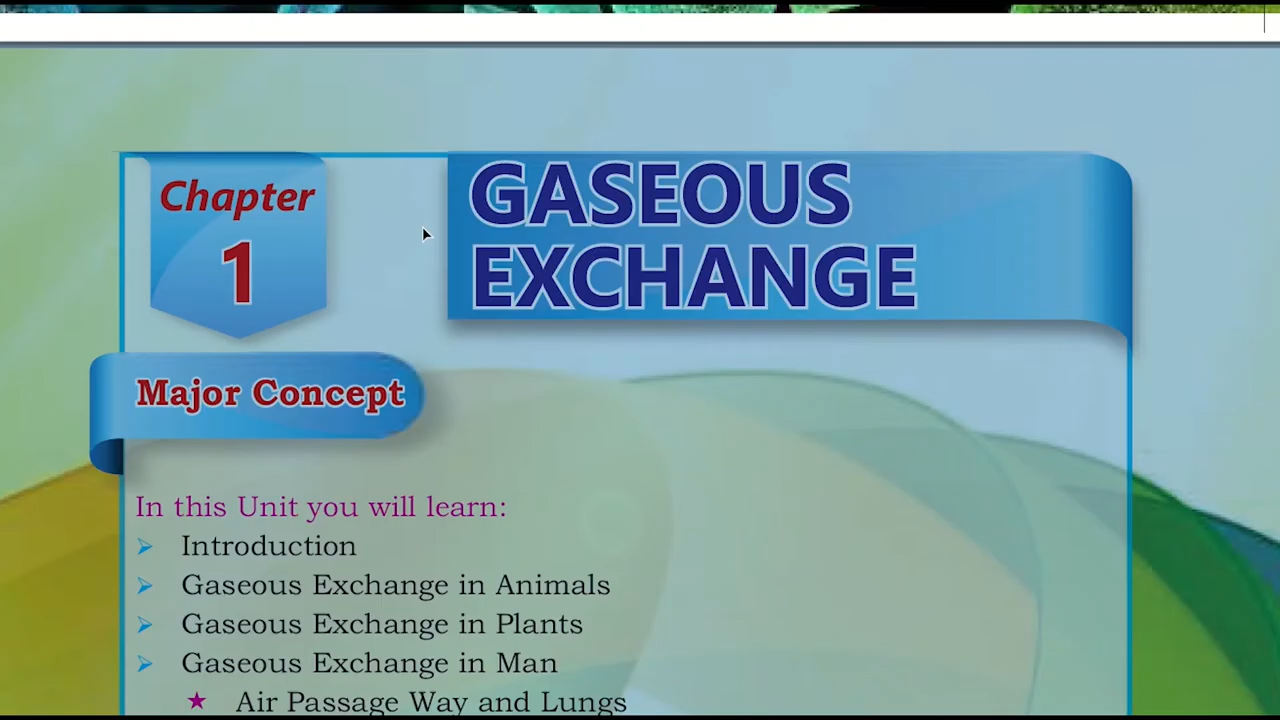 Chapter
1
GASEOUS
EXCHANGE
Major Concept
In this Unit you will learn:
Introduction
Gaseous Exchange in Animals
Gaseous Exchange in Plants
Gaseous Exchange in Man
Air Passage Way and Lungs